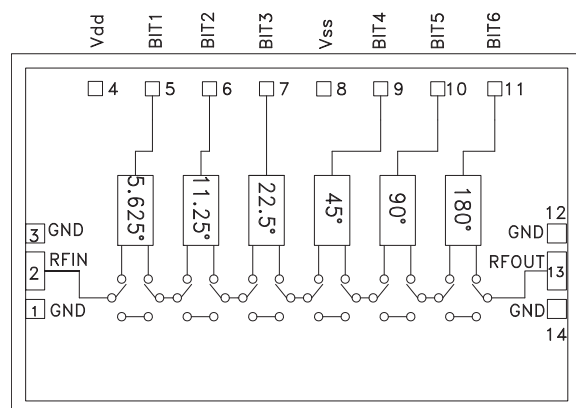 Vdd BIT1 BIT2 BIT3 Vss BIT4 BIT5 BIT6
4 5 6 7 8 9 10 11
5.625° 11.25° 22.5° 45° 90° 180°
3 GND
2 RFIN
1 GND
12
GND
RFOUT 13
GND
14